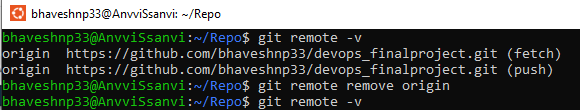 bhaveshnp33@AnvviSsanvi: ~/Repo
bhaveshnp33@AnvviSsanvi:~/Repo$ git remote -v
origin  https://github.com/bhaveshnp33/devops_finalproject.git (fetch)
origin  https://github.com/bhaveshnp33/devops_finalproject.git (push)
bhaveshnp33@AnvviSsanvi:~/Repo$ git remote remove origin
bhaveshnp33@AnvviSsanvi:~/Repo$ git remote -v